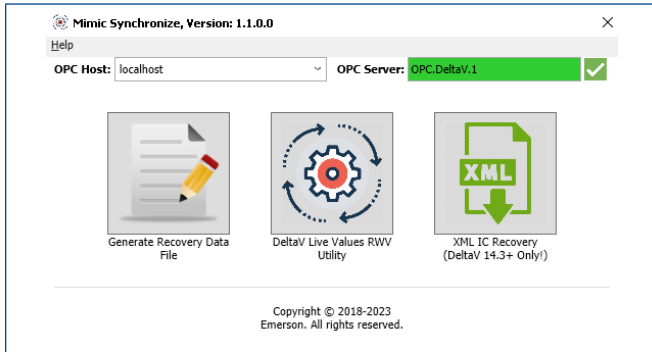 Mimic Synchronize, Version: 1.1.0.0
Help
OPC Host: localhost OPC Server: OPC.DeltaV.1
XML
Generate Recovery Data
File
DeltaV Live Values RWV
Utility
XML IC Recovery
(DeltaV 14.3+ Only!)
Copyright © 2018-2023
Emerson. All rights reserved.